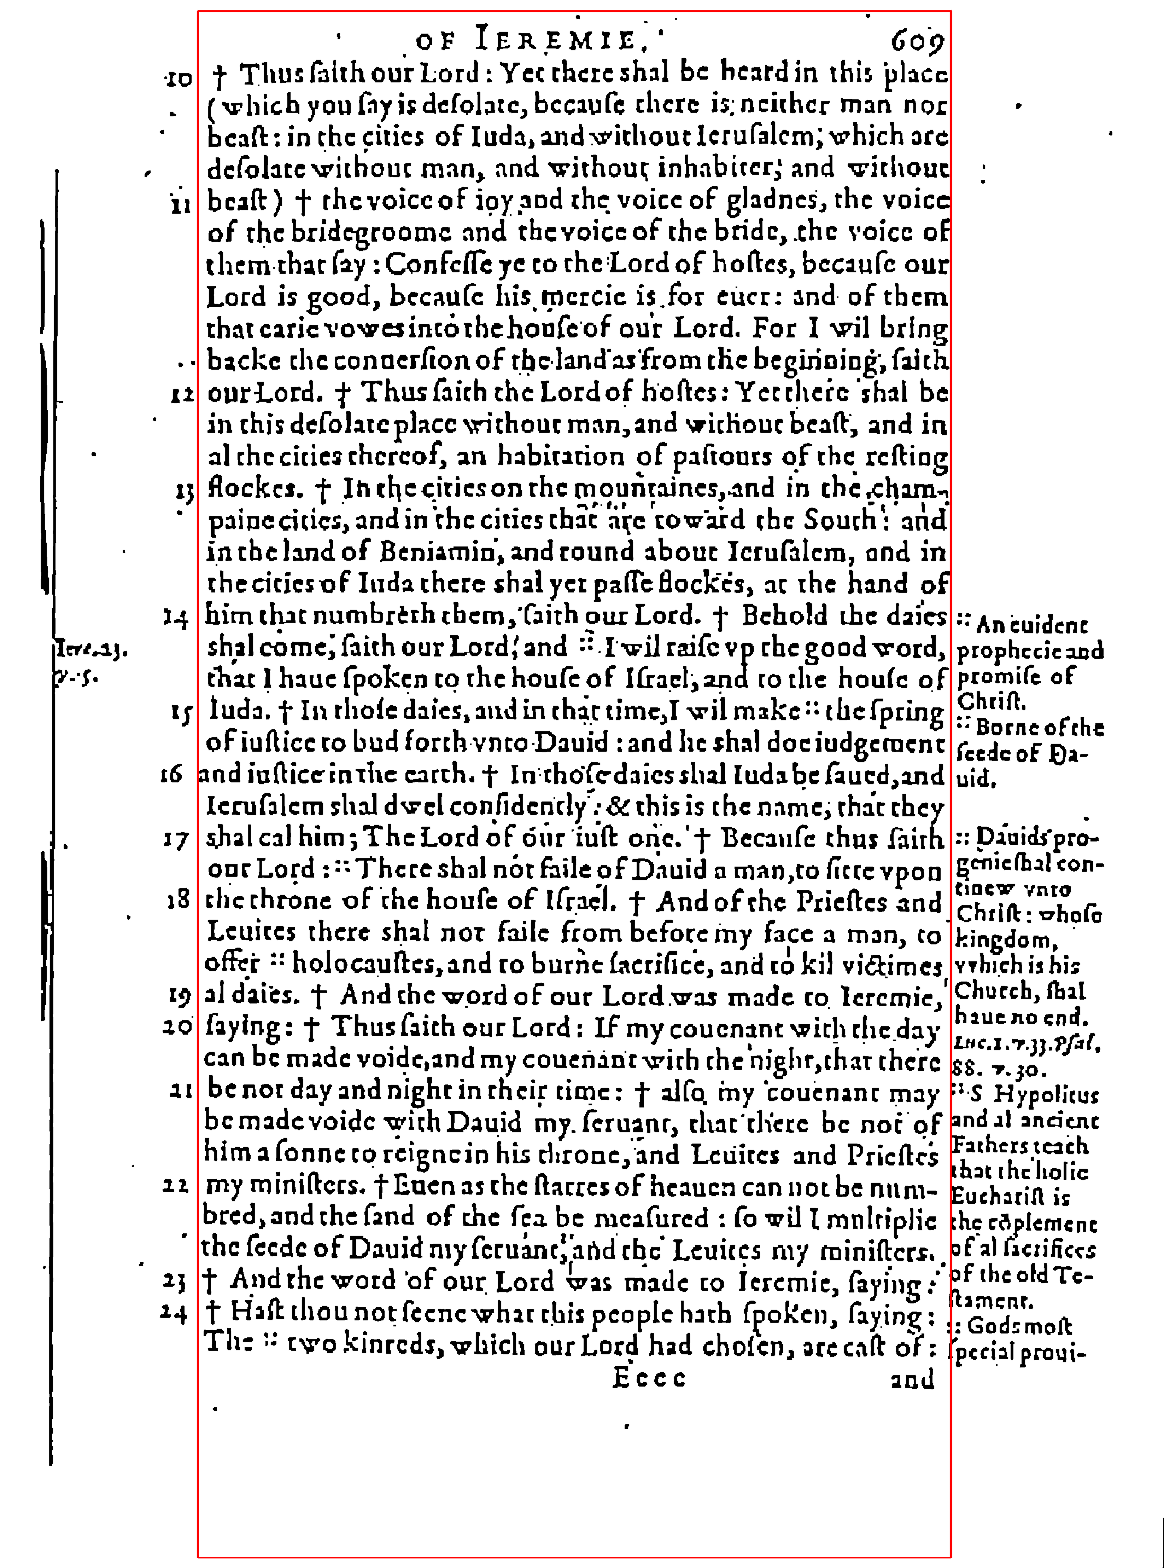 OF IEREMIE. 609
10 † Thus ſaith our Lord: Yet there shal be heard in this place
(which you ſay is deſolate, becauſe there is neither man nor
beaſt: in the cities of Iuda, and without Ieruſalem, which are
deſolate without man, and without inhabiter, and without
11 beaſt) † the voice of ioy and the voice of gladnes, the voice
of the bridegroome and the voice of the bride, the voice of
them that ſay: Confeſſe ye to the Lord of hoſtes, becauſe our
Lord is good, becauſe his mercie is for euer: and of them
that carie vowes into the houſe of our Lord. For I wil bring
backe the conuerſion of the land as from the beginning, ſaith
12 our Lord. † Thus ſaith the Lord of hoſtes: Yet there shal be
in this deſolate place without man, and without beaſt, and in
al the cities thereof, an habitation of paſtours of the reſting
13 flockes. † In the cities on the mountaines, and in the cham-
paine cities, and in the cities that are toward the South: and
in the land of Beniamin, and round about Ieruſalem, and in
the cities of Iuda there shal yet paſſe flockes, at the hand of
14 him that numbreth them, ſaith our Lord. † Behold the daies
shal come, ſaith our Lord, and :: I wil raiſe vp the good word,
that I haue ſpoken to the houſe of Iſrael, and to the houſe of
15 Iuda. † In thoſe daies, and in that time, I wil make :: the ſpring
of iuſtice to bud forth vnto Dauid: and he shal doe iudgement
16 and iuſtice in the earth. † In thoſe daies shal Iuda be ſaued, and
Ieruſalem shal dwel confidently: & this is the name, that they
17 shal cal him; The Lord of our iuſt one. † Becauſe thus ſaith
our Lord: :: There shal not faile of Dauid a man, to ſitte vpon
18 the throne of the houſe of Iſrael. † And of the Prieſtes and
Leuites there shal not faile from before my face a man, to
offer :: holocauſtes, and to burne ſacrifice, and to kil victimes
19 al daies. † And the word of our Lord was made to Ieremie,
20 ſaying: † Thus ſaith our Lord: If my couenant with the day
can be made voide, and my couenant with the night, that there
21 be not day and night in their time: † alſo my couenant may
be made voide with Dauid my ſeruant, that there be not of
him a ſonne to reigne in his throne, and Leuites and Prieſtes
22 my miniſters. † Euen as the ſtarres of heauen can not be num-
bred, and the ſand of the ſea be meaſured: ſo wil I multiplie
the ſeede of Dauid my ſeruant, and the Leuites my miniſters.
23 † And the word of our Lord was made to Ieremie, ſaying:
24 † Haſt thou not ſeene what this people hath ſpoken, ſaying:
The :: two kinreds, which our Lord had choſen, are caſt of:
Eeee and
Iere. 23.
v. 5.
:: An euident
prophecie and
promiſe of
Chriſt.
:: Borne of the
ſeede of Da-
uid.
:: Dauids pro-
genie shal con-
tinew vnto
Chriſt: whoſo
kingdom,
which is his
Church, shal
haue no end.
Luc. 1. v. 33. Pſal.
88. v. 30.
:: S Hypolitus
and al ancient
Fathers teach
that the holie
Euchariſt is
the cōplement
of al ſacrifices
of the old Te-
ſtament.
:: Gods moſt
ſpecial proui-